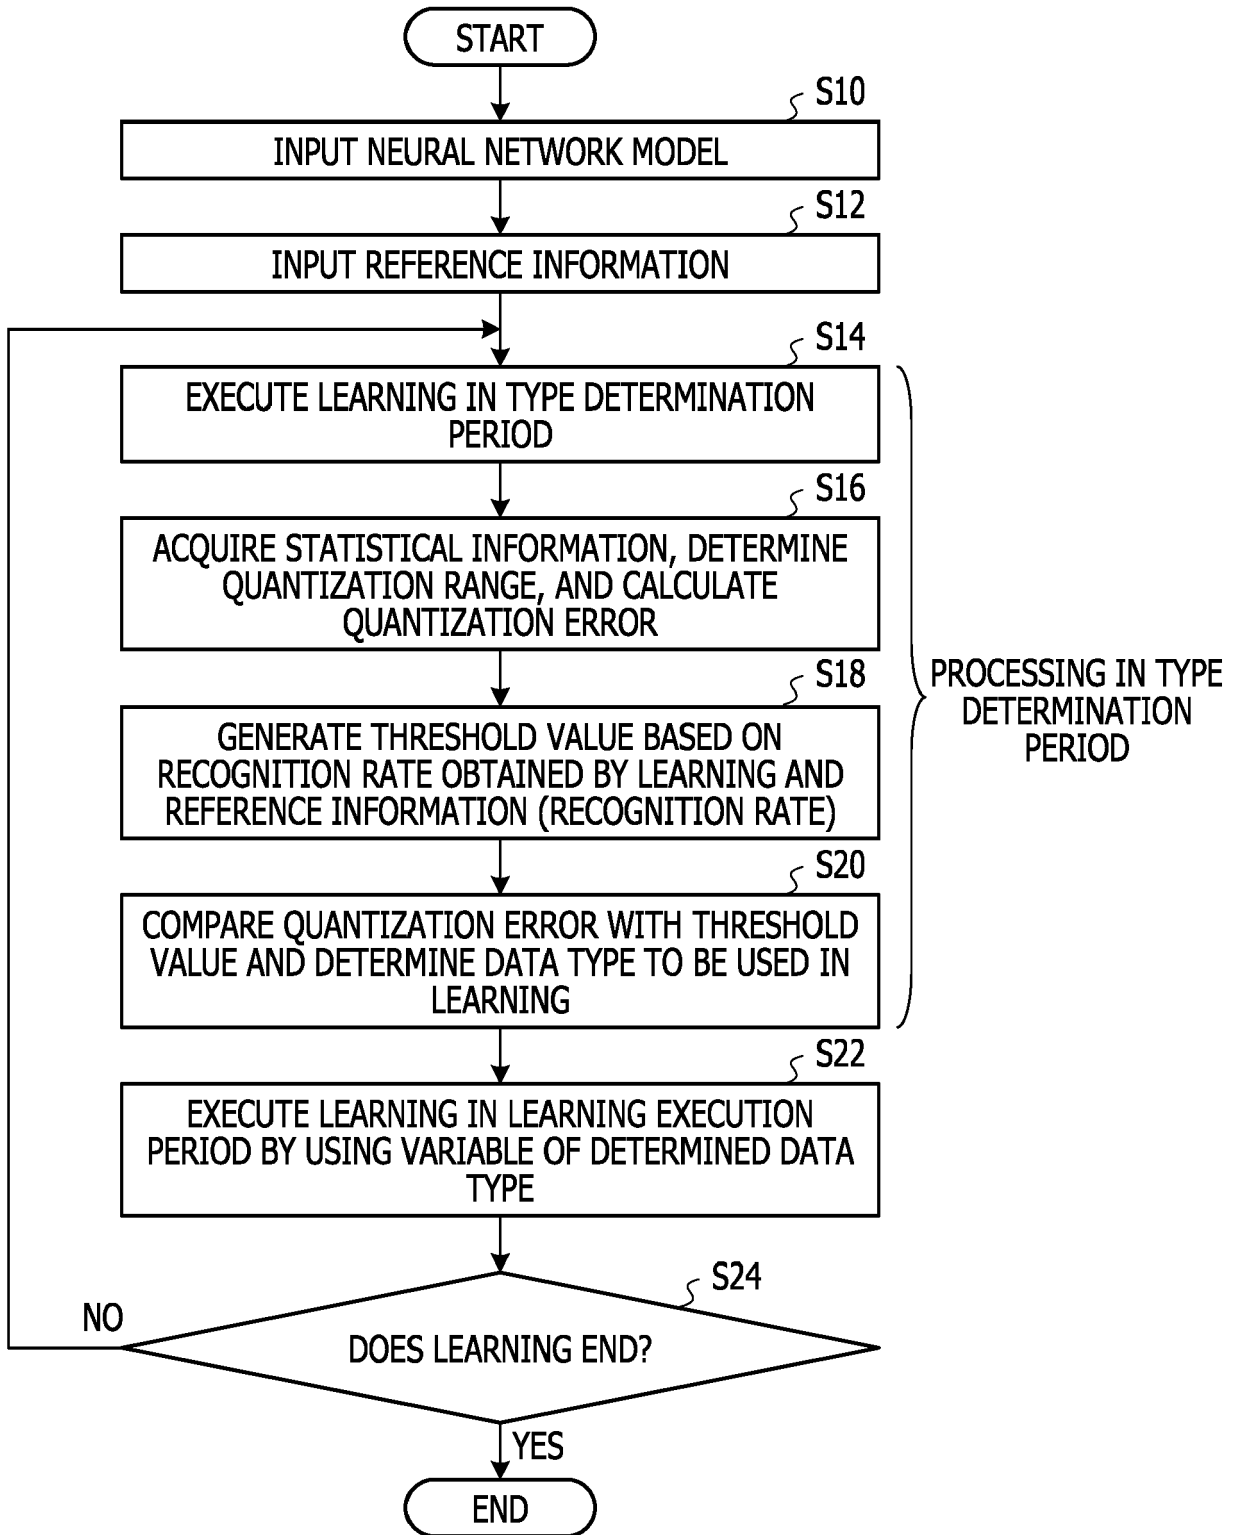 START
S10
INPUT NEURAL NETWORK MODEL
S12
INPUT REFERENCE INFORMATION
S14
EXECUTE LEARNING IN TYPE DETERMINATION
PERIOD
S16
ACQUIRE STATISTICAL INFORMATION, DETERMINE
QUANTIZATION RANGE, AND CALCULATE
QUANTIZATION ERROR
S18
GENERATE THRESHOLD VALUE BASED ON
RECOGNITION RATE OBTAINED BY LEARNING AND
REFERENCE INFORMATION (RECOGNITION RATE)
S20
COMPARE QUANTIZATION ERROR WITH THRESHOLD
VALUE AND DETERMINE DATA TYPE TO BE USED IN
LEARNING
PROCESSING IN TYPE
DETERMINATION
PERIOD
S22
EXECUTE LEARNING IN LEARNING EXECUTION
PERIOD BY USING VARIABLE OF DETERMINED DATA
TYPE
S24
NO
DOES LEARNING END?
YES
END